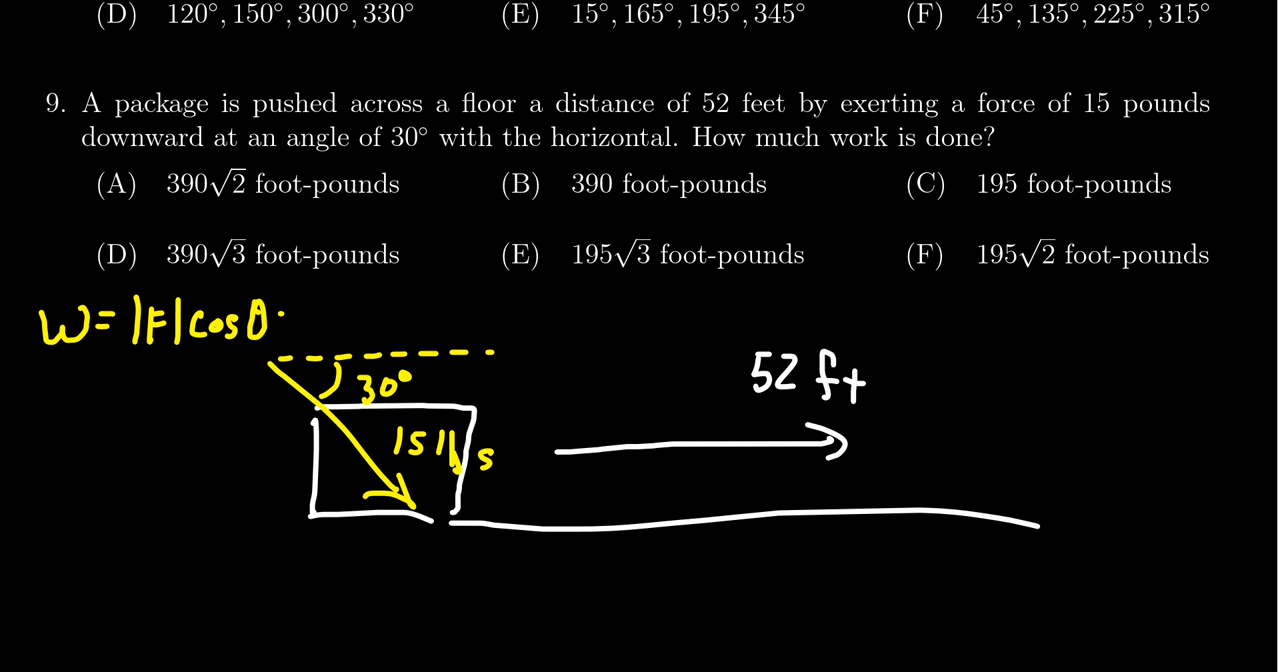 (D) 120°, 150°, 300°, 330° (E) 15°, 165°, 195°, 345° (F) 45°, 135°, 225°, 315°
9. A package is pushed across a floor a distance of 52 feet by exerting a force of 15 pounds
downward at an angle of 30° with the horizontal. How much work is done?
(A) 390√2 foot-pounds (B) 390 foot-pounds (C) 195 foot-pounds
(D) 390√3 foot-pounds (E) 195√3 foot-pounds (F) 195√2 foot-pounds
W = |F| cos θ ·
52 ft
30°
15 lbs